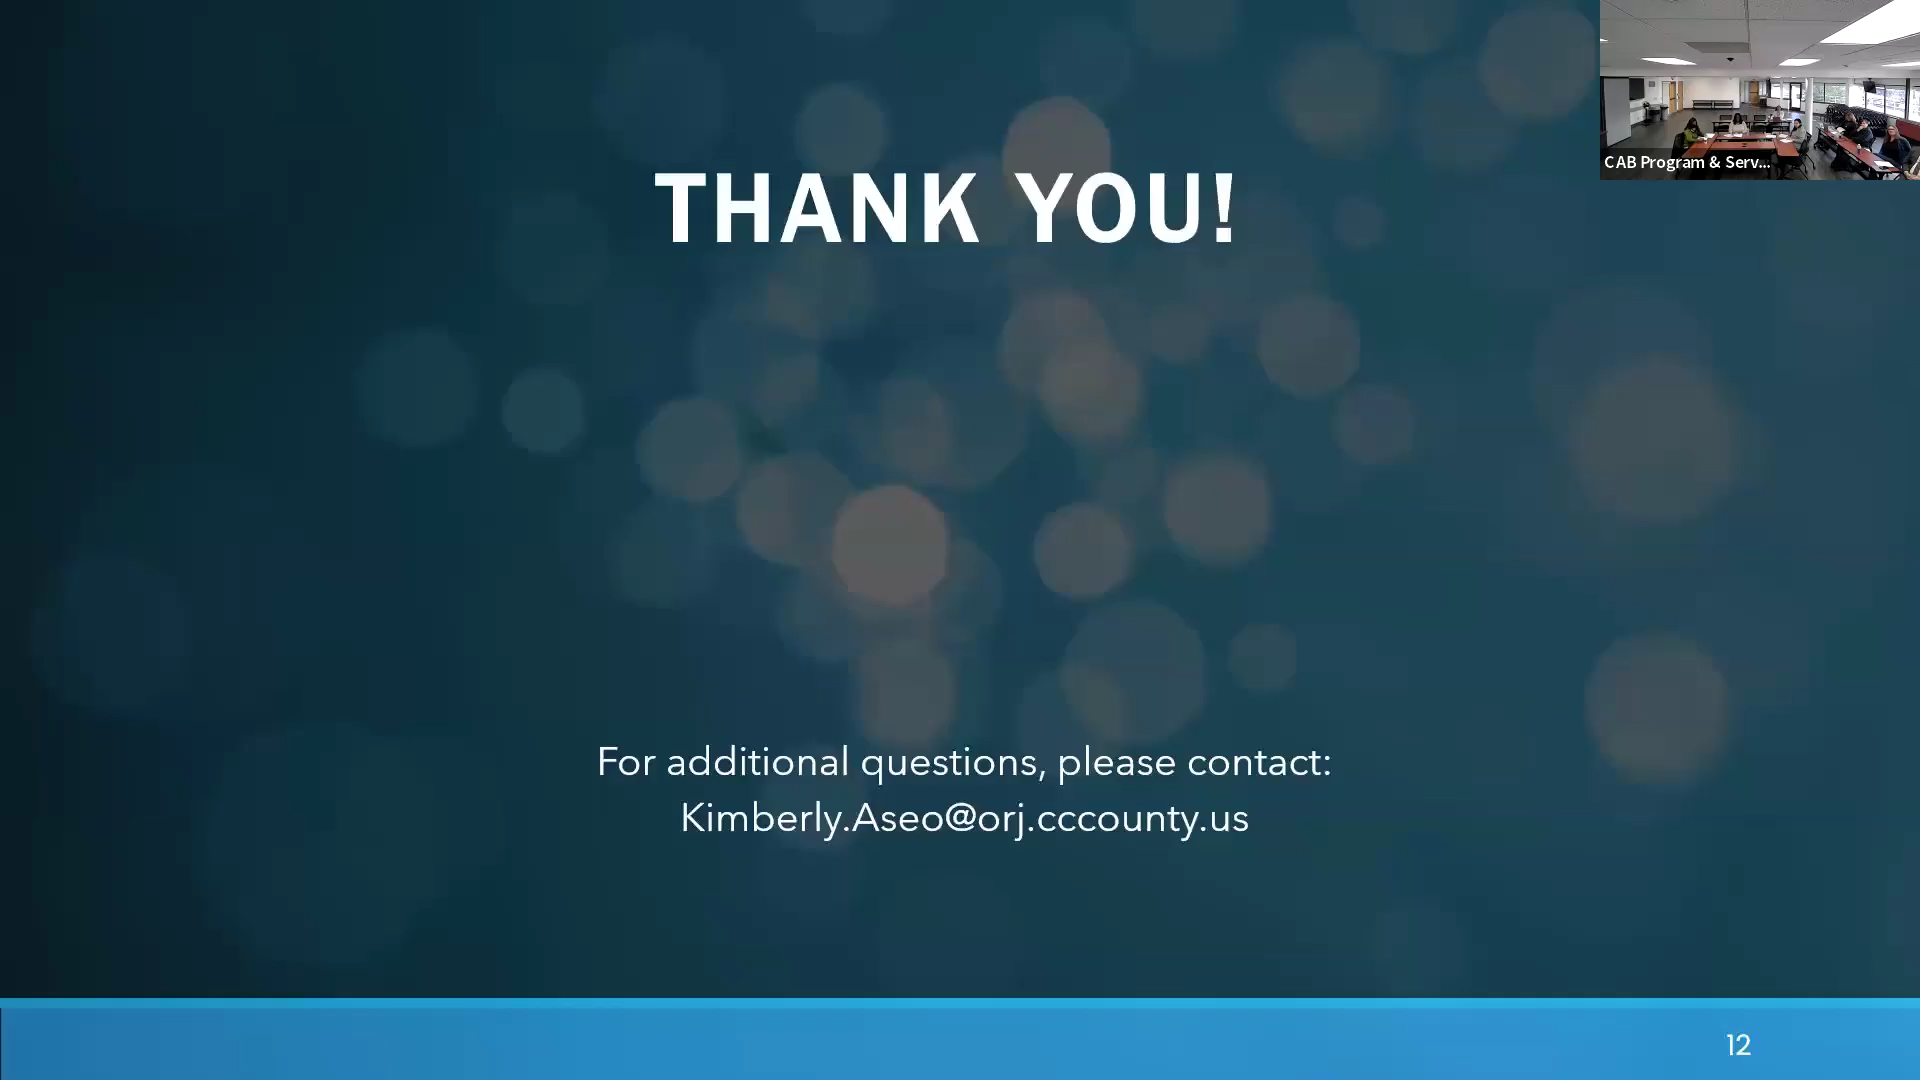 CAB Program & Serv...
THANK YOU!
For additional questions, please contact:
Kimberly.Aseo@orj.cccounty.us
12